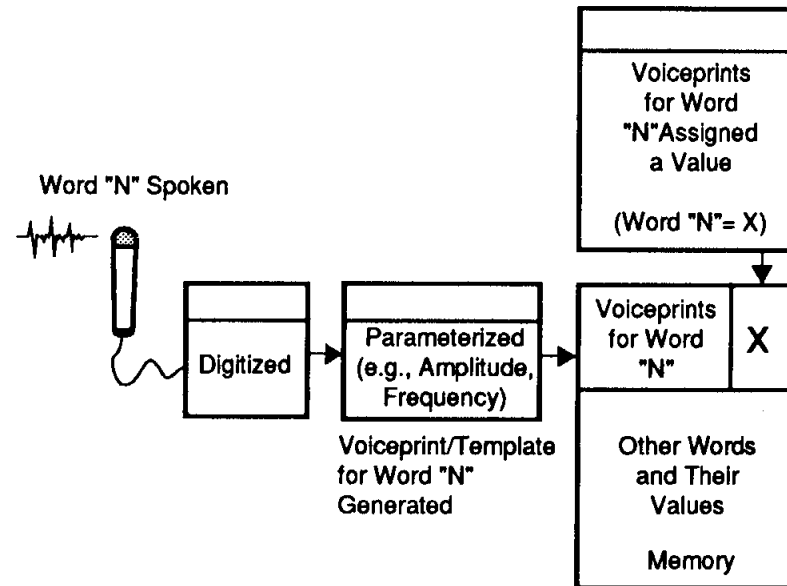 Voiceprints
for Word
"N"Assigned
a Value
(Word "N"= X)
Word "N" Spoken
Digitized
Parameterized
(e.g., Amplitude,
Frequency)
Voiceprint/Template
for Word "N"
Generated
Voiceprints
for Word
"N"
X
Other Words
and Their
Values
Memory